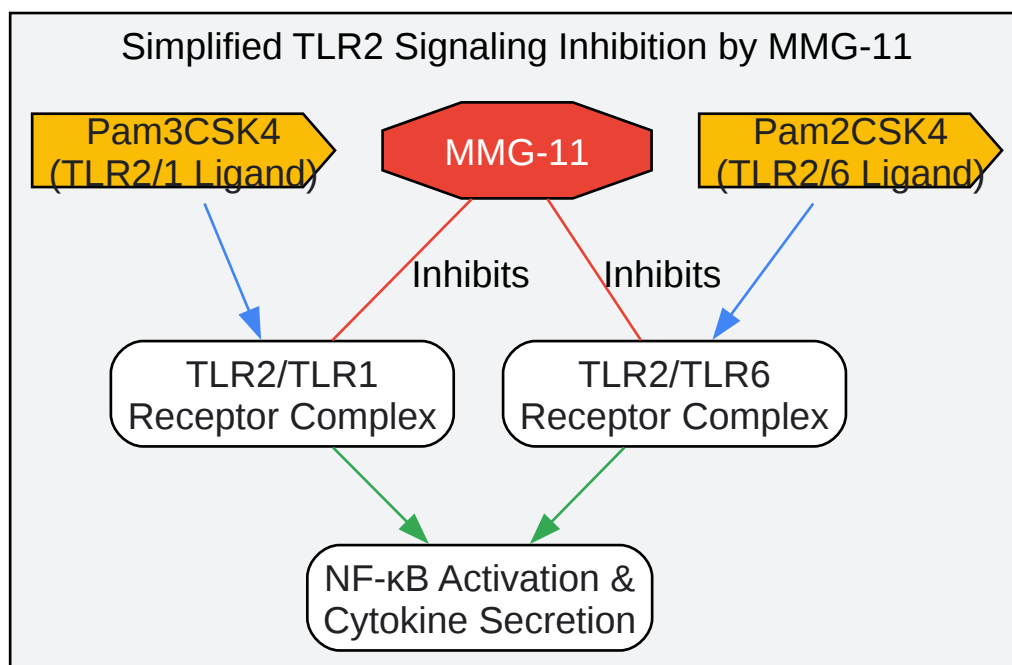 Simplified TLR2 Signaling Inhibition by MMG-11
Pam3CSK4
(TLR2/1 Ligand)
MMG-11
Pam2CSK4
(TLR2/6 Ligand)
Inhibits
Inhibits
TLR2/TLR1
Receptor Complex
TLR2/TLR6
Receptor Complex
NF-κB Activation &
Cytokine Secretion